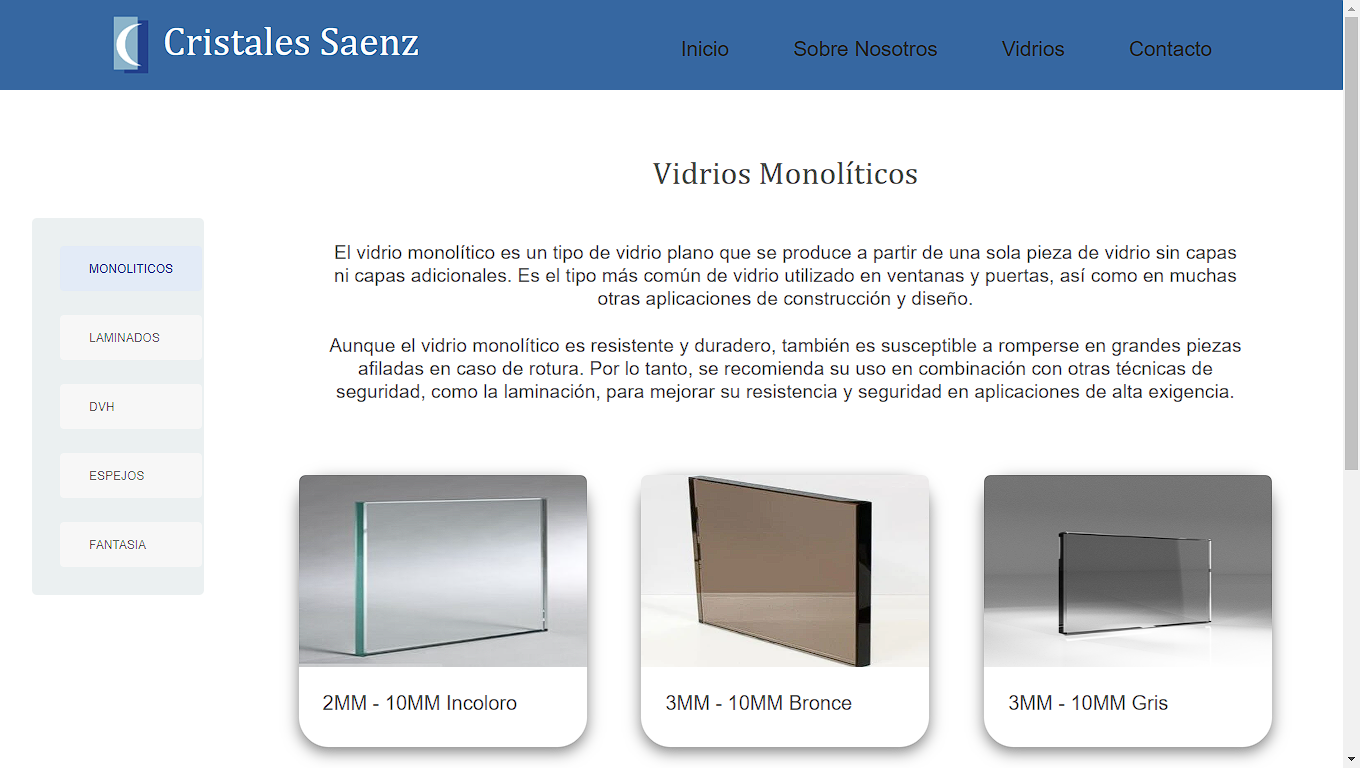 Cristales Saenz
Inicio
Sobre Nosotros
Vidrios
Contacto
Vidrios Monolíticos
MONOLITICOS
LAMINADOS
DVH
ESPEJOS
FANTASIA
El vidrio monolítico es un tipo de vidrio plano que se produce a partir de una sola pieza de vidrio sin capas
ni capas adicionales. Es el tipo más común de vidrio utilizado en ventanas y puertas, así como en muchas
otras aplicaciones de construcción y diseño.
Aunque el vidrio monolítico es resistente y duradero, también es susceptible a romperse en grandes piezas
afiladas en caso de rotura. Por lo tanto, se recomienda su uso en combinación con otras técnicas de
seguridad, como la laminación, para mejorar su resistencia y seguridad en aplicaciones de alta exigencia.
2MM - 10MM Incoloro
3MM - 10MM Bronce
3MM - 10MM Gris